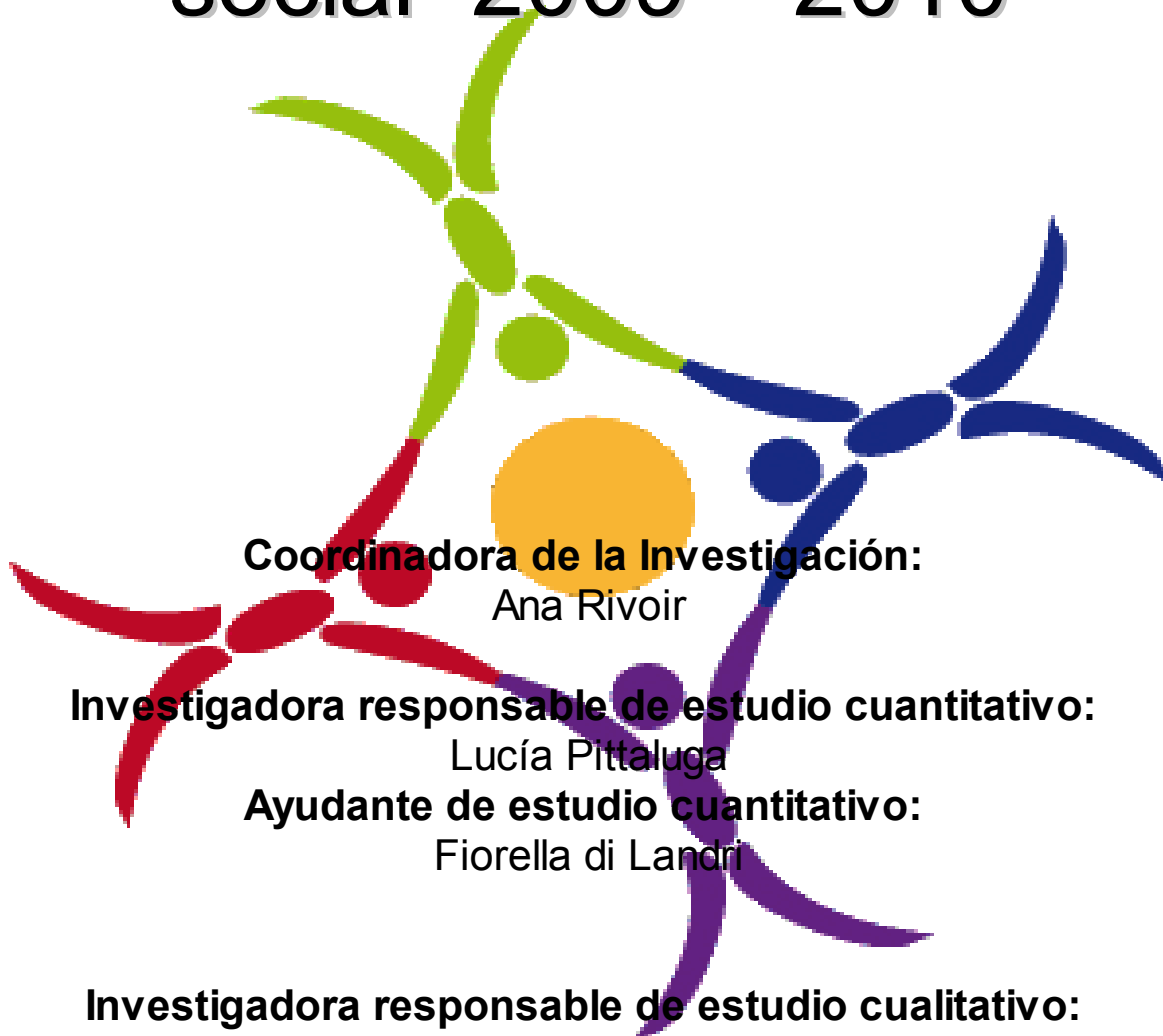 social
Coordinadora de la Investigación:
Ana Rivoir
Investigadora responsable de estudio cuantitativo:
Lucía Pittaluga
Ayudante de estudio cuantitativo:
Fiorella di Landri
Investigadora responsable de estudio cualitativo: